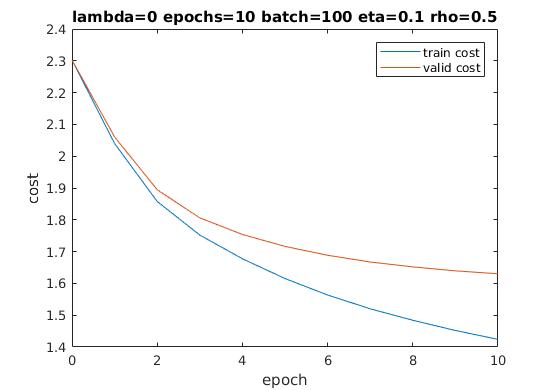 lambda=0 epochs=10 batch=100 eta=0.1 rho=0.5
2.4
2.3
2.2
2.1
2
1.9
1.8
1.7
1.6
1.5
1.4
cost
train cost
valid cost
0 2 4 6 8 10
epoch